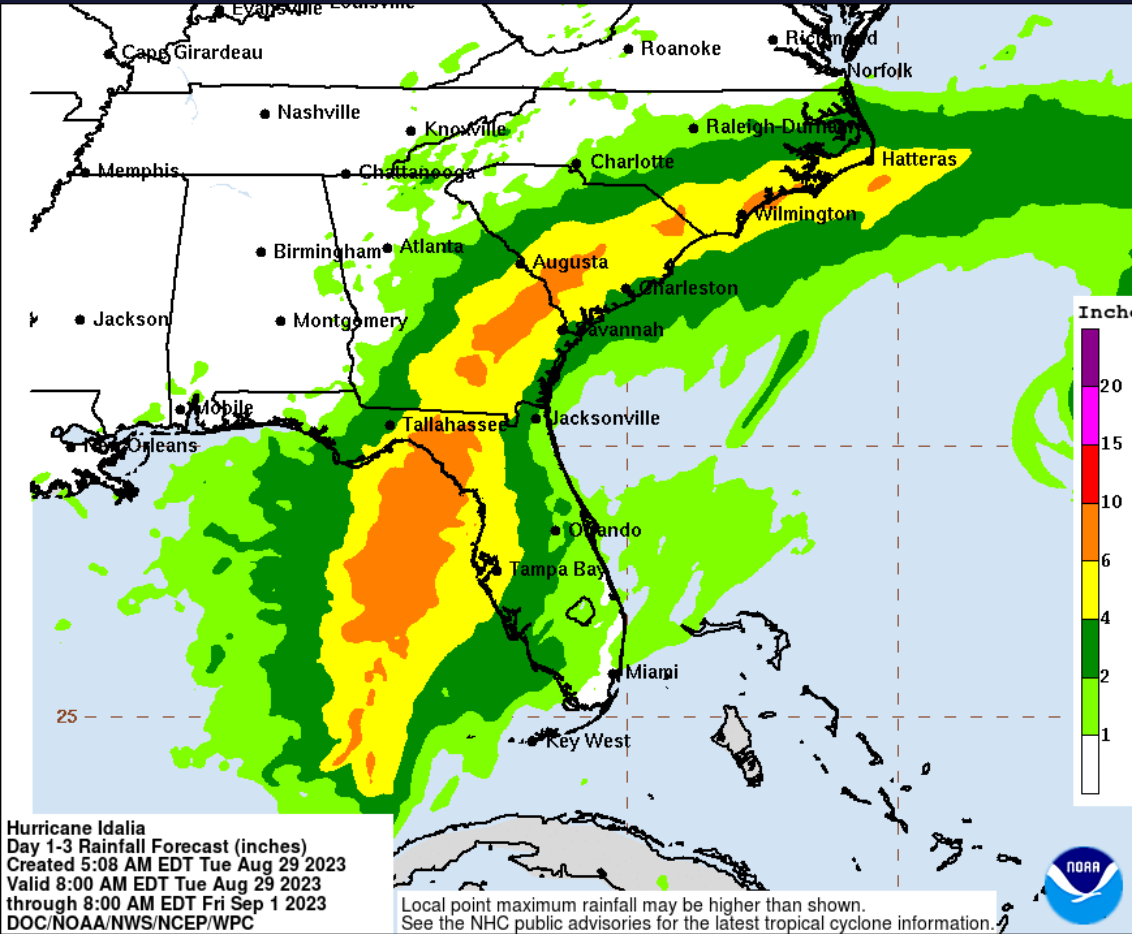 Evansville
Louisville
Cape Girardeau
Roanoke
Richmond
Norfolk
Nashville
Knoxville
Raleigh-Durham
Memphis
Chattanooga
Charlotte
Hatteras
Wilmington
Birmingham
Atlanta
Augusta
Charleston
Jackson
Montgomery
Savannah
Mobile
Tallahassee
Jacksonville
New Orleans
Orlando
Tampa Bay
Miami
25
Key West
20
15
10
6
4
2
1
Hurricane Idalia
Day 1-3 Rainfall Forecast (inches)
Created 5:08 AM EDT Tue Aug 29 2023
Valid 8:00 AM EDT Tue Aug 29 2023
through 8:00 AM EDT Fri Sep 1 2023
DOC/NOAA/NWS/NCEP/WPC
Local point maximum rainfall may be higher than shown.
See the NHC public advisories for the latest tropical cyclone information.
NOAA